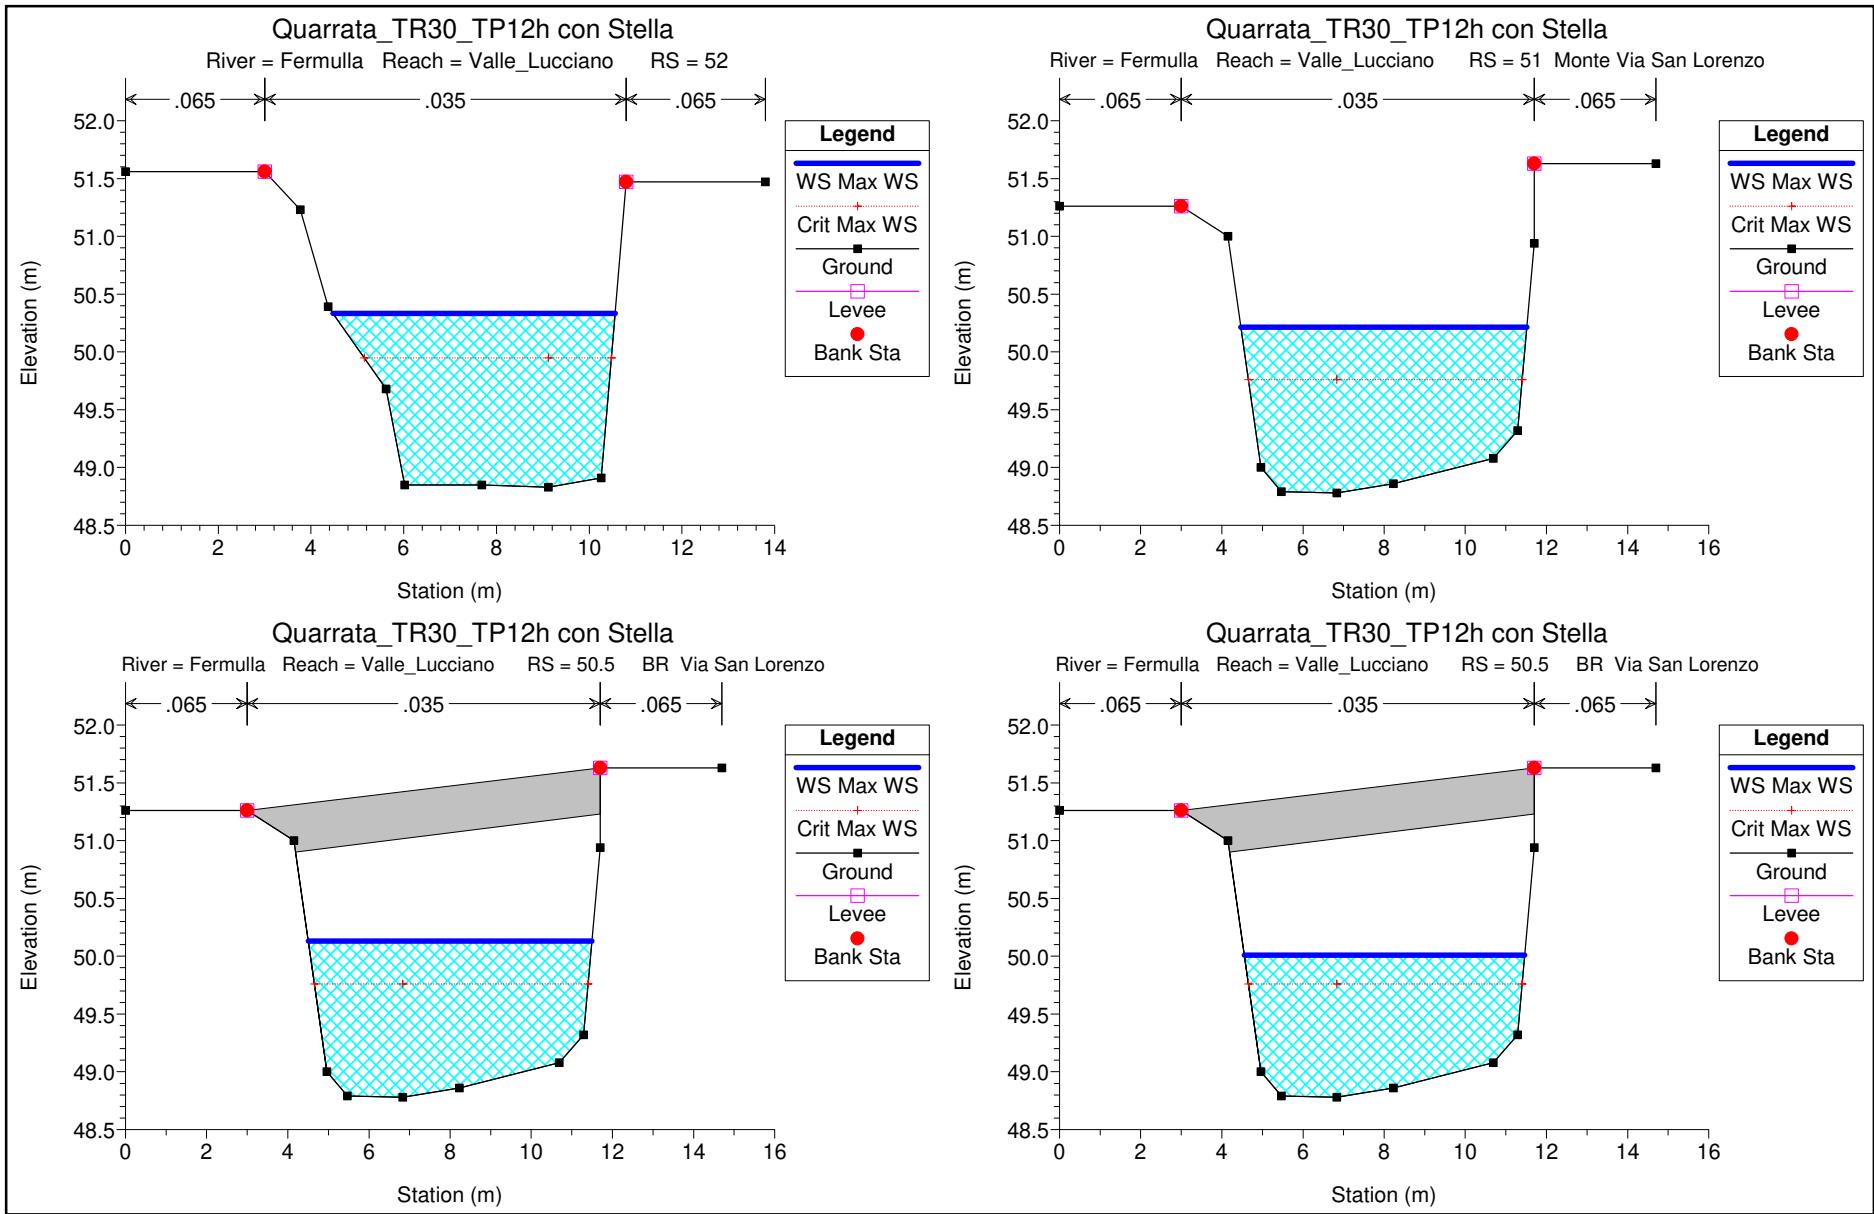 Quarrata_TR30_TP12h con Stella
River = Fermulla Reach = Valle_Lucciano RS = 52
.065 .035 .065
52.0
51.5
51.0
50.5
50.0
49.5
49.0
48.5
Elevation (m)
0 2 4 6 8 10 12 14
Station (m)
Legend
WS Max WS
Crit Max WS
Ground
Levee
Bank Sta
Quarrata_TR30_TP12h con Stella
River = Fermulla Reach = Valle_Lucciano RS = 51 Monte Via San Lorenzo
.065 .035 .065
52.0
51.5
51.0
50.5
50.0
49.5
49.0
48.5
Elevation (m)
0 2 4 6 8 10 12 14 16
Station (m)
Legend
WS Max WS
Crit Max WS
Ground
Levee
Bank Sta
Quarrata_TR30_TP12h con Stella
River = Fermulla Reach = Valle_Lucciano RS = 50.5 BR Via San Lorenzo
.065 .035 .065
52.0
51.5
51.0
50.5
50.0
49.5
49.0
48.5
Elevation (m)
0 2 4 6 8 10 12 14 16
Station (m)
Legend
WS Max WS
Crit Max WS
Ground
Levee
Bank Sta
Quarrata_TR30_TP12h con Stella
River = Fermulla Reach = Valle_Lucciano RS = 50.5 BR Via San Lorenzo
.065 .035 .065
52.0
51.5
51.0
50.5
50.0
49.5
49.0
48.5
Elevation (m)
0 2 4 6 8 10 12 14 16
Station (m)
Legend
WS Max WS
Crit Max WS
Ground
Levee
Bank Sta